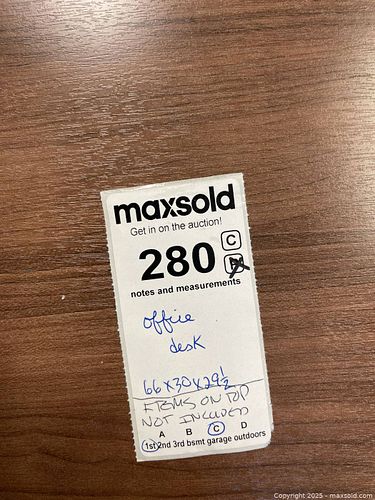 maxsold
Get in on the auction!
280 C
notes and measurements
office
desk
66x30x29½
ITEMS ON TOP
NOT INCLUDED
A B C D
1st 2nd 3rd bsmt garage outdoors
Copyright 2025 - maxsold.com